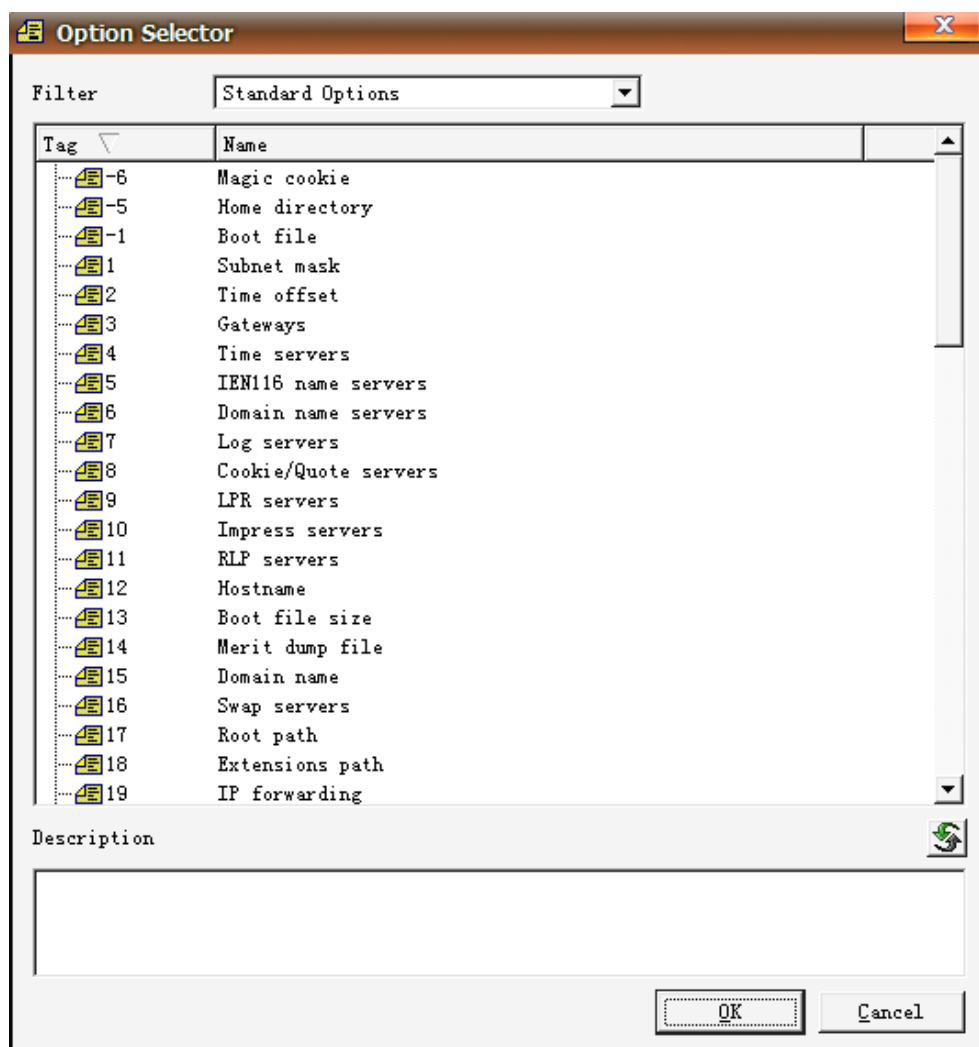 Option Selector
Filter Standard Options
Tag Name
-6 Magic cookie
-5 Home directory
-1 Boot file
1 Subnet mask
2 Time offset
3 Gateways
4 Time servers
5 IEN116 name servers
6 Domain name servers
7 Log servers
8 Cookie/Quote servers
9 LPR servers
10 Impress servers
11 RLP servers
12 Hostname
13 Boot file size
14 Merit dump file
15 Domain name
16 Swap servers
17 Root path
18 Extensions path
19 IP forwarding
Description
OK Cancel